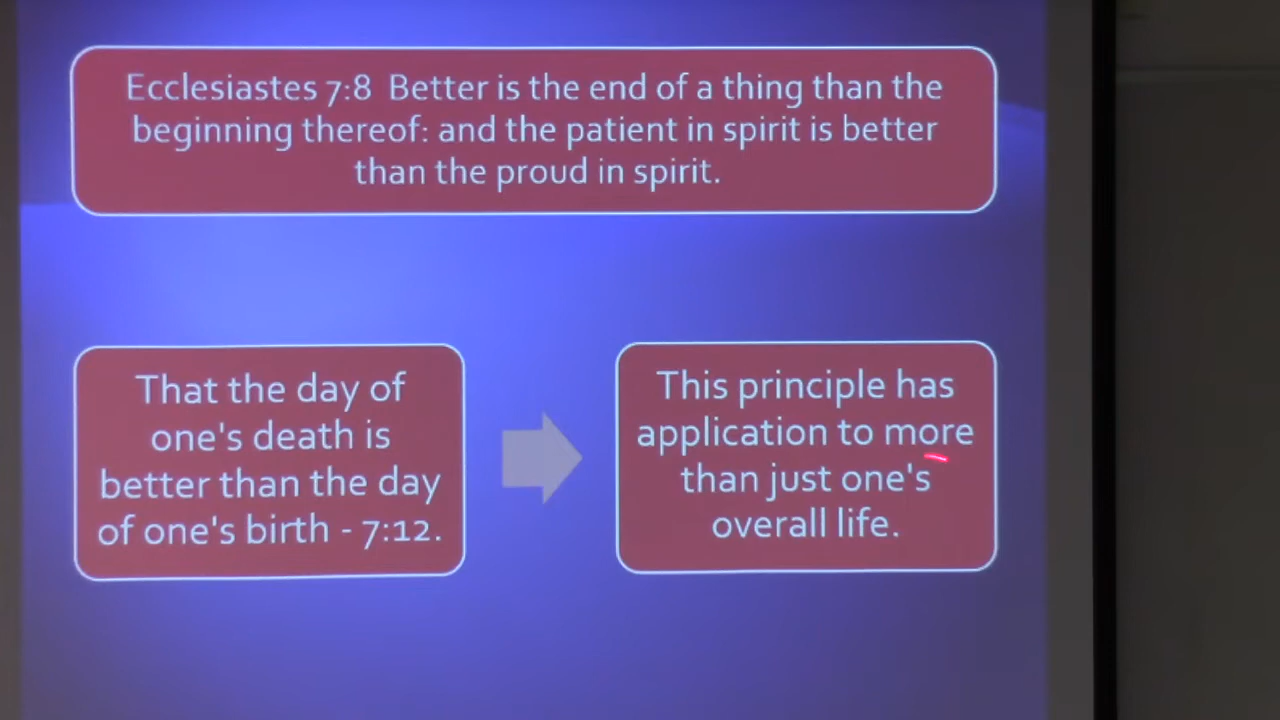 Ecclesiastes 7:8 Better is the end of a thing than the
beginning thereof: and the patient in spirit is better
than the proud in spirit.
That the day of
one's death is
better than the day
of one's birth - 7:12.
This principle has
application to more
than just one's
overall life.